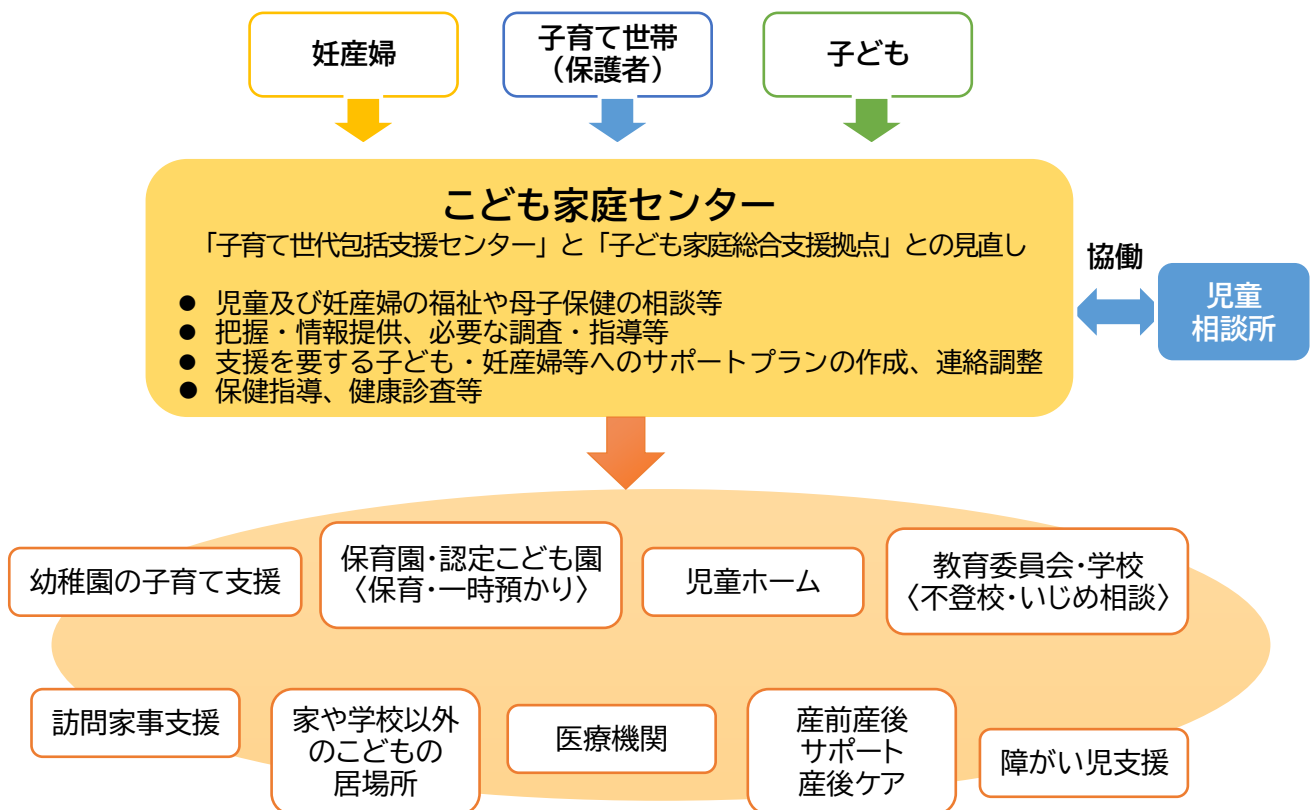 妊産婦
子育て世帯
（保護者）
子ども
こども家庭センター
「子育て世代包括支援センター」と「子ども家庭総合支援拠点」との見直し
● 児童及び妊産婦の福祉や母子保健の相談等
● 把握・情報提供、必要な調査・指導等
● 支援を要する子ども・妊産婦等へのサポートプランの作成、連絡調整
● 保健指導、健康診査等
協働
児童
相談所
幼稚園の子育て支援
保育園・認定こども園
〈保育・一時預かり〉
児童ホーム
教育委員会・学校
〈不登校・いじめ相談〉
訪問家事支援
家や学校以外
のこどもの
居場所
医療機関
産前産後
サポート
産後ケア
障がい児支援